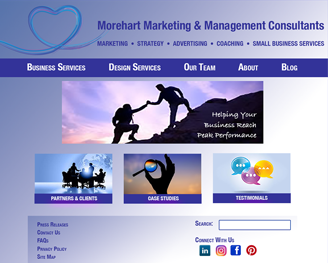 Morehart Marketing & Management Consultants
MARKETING • STRATEGY • ADVERTISING • COACHING • SMALL BUSINESS SERVICES
BUSINESS SERVICES DESIGN SERVICES OUR TEAM ABOUT BLOG
Helping Your
Business Reach
Peak Performance
PARTNERS & CLIENTS CASE STUDIES TESTIMONIALS
PRESS RELEASES
CONTACT US
FAQS
PRIVACY POLICY
SITE MAP
SEARCH:
CONNECT WITH US